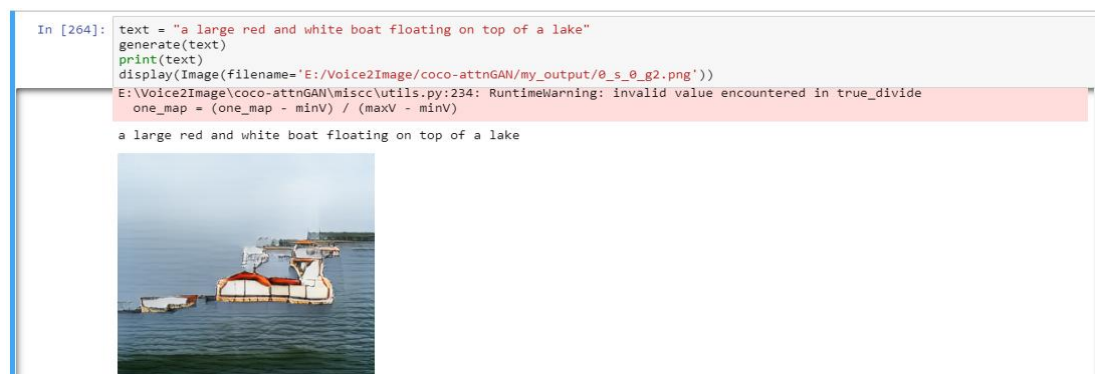 In [264]: text = "a large red and white boat floating on top of a lake"
generate(text)
print(text)
display(Image(filename='E:/Voice2Image/coco-attnGAN/my_output/0_s_0_g2.png'))
E:\Voice2Image\coco-attnGAN\miscc\utils.py:234: RuntimeWarning: invalid value encountered in true_divide
one_map = (one_map - minV) / (maxV - minV)
a large red and white boat floating on top of a lake